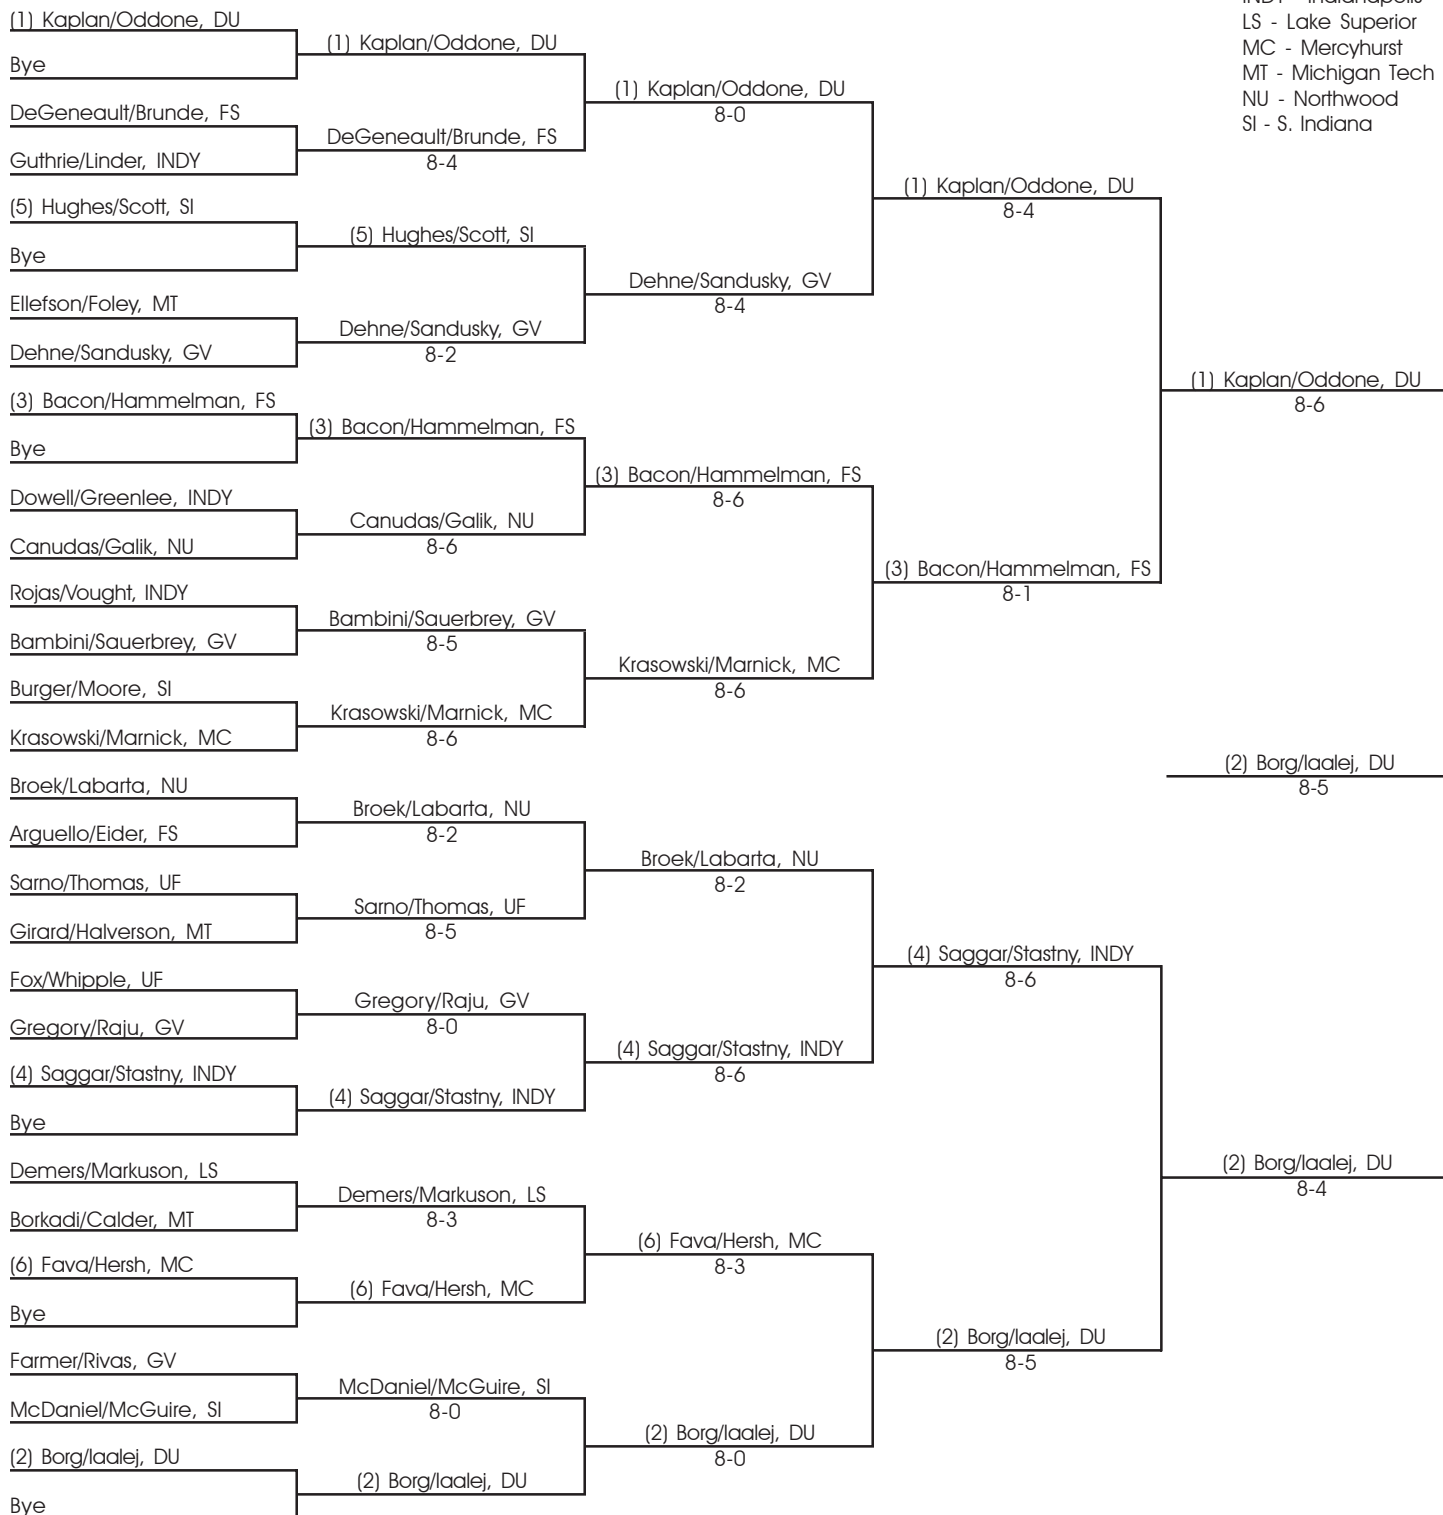 INDY - Indianapolis
LS - Lake Superior
MC - Mercyhurst
MT - Michigan Tech
NU - Northwood
SI - S. Indiana
(1) Kaplan/Oddone, DU
Bye
DeGeneault/Brunde, FS
Guthrie/Linder, INDY
(5) Hughes/Scott, SI
Bye
Ellefson/Foley, MT
Dehne/Sandusky, GV
(3) Bacon/Hammelman, FS
Bye
Dowell/Greenlee, INDY
Canudas/Galik, NU
Rojas/Vought, INDY
Bambini/Sauerbrey, GV
Burger/Moore, SI
Krasowski/Marnick, MC
Broek/Labarta, NU
Arguello/Eider, FS
Sarno/Thomas, UF
Girard/Halverson, MT
Fox/Whipple, UF
Gregory/Raju, GV
(4) Saggar/Stastny, INDY
Bye
Demers/Markuson, LS
Borkadi/Calder, MT
(6) Fava/Hersh, MC
Bye
Farmer/Rivas, GV
McDaniel/McGuire, SI
(2) Borg/Iaalej, DU
Bye
(1) Kaplan/Oddone, DU
DeGeneault/Brunde, FS
8-4
(5) Hughes/Scott, SI
Dehne/Sandusky, GV
8-2
(3) Bacon/Hammelman, FS
Canudas/Galik, NU
8-6
Bambini/Sauerbrey, GV
8-5
Krasowski/Marnick, MC
8-6
Broek/Labarta, NU
8-2
Sarno/Thomas, UF
8-5
Gregory/Raju, GV
8-0
(4) Saggar/Stastny, INDY
Demers/Markuson, LS
8-3
(6) Fava/Hersh, MC
McDaniel/McGuire, SI
8-0
(2) Borg/Iaalej, DU
(1) Kaplan/Oddone, DU
8-0
Dehne/Sandusky, GV
8-4
(3) Bacon/Hammelman, FS
8-6
Krasowski/Marnick, MC
8-6
Broek/Labarta, NU
8-2
(4) Saggar/Stastny, INDY
8-6
(6) Fava/Hersh, MC
8-3
(2) Borg/Iaalej, DU
8-0
(1) Kaplan/Oddone, DU
8-4
(3) Bacon/Hammelman, FS
8-1
(4) Saggar/Stastny, INDY
8-6
(2) Borg/Iaalej, DU
8-5
(1) Kaplan/Oddone, DU
8-6
(2) Borg/Iaalej, DU
8-5
(2) Borg/Iaalej, DU
8-4